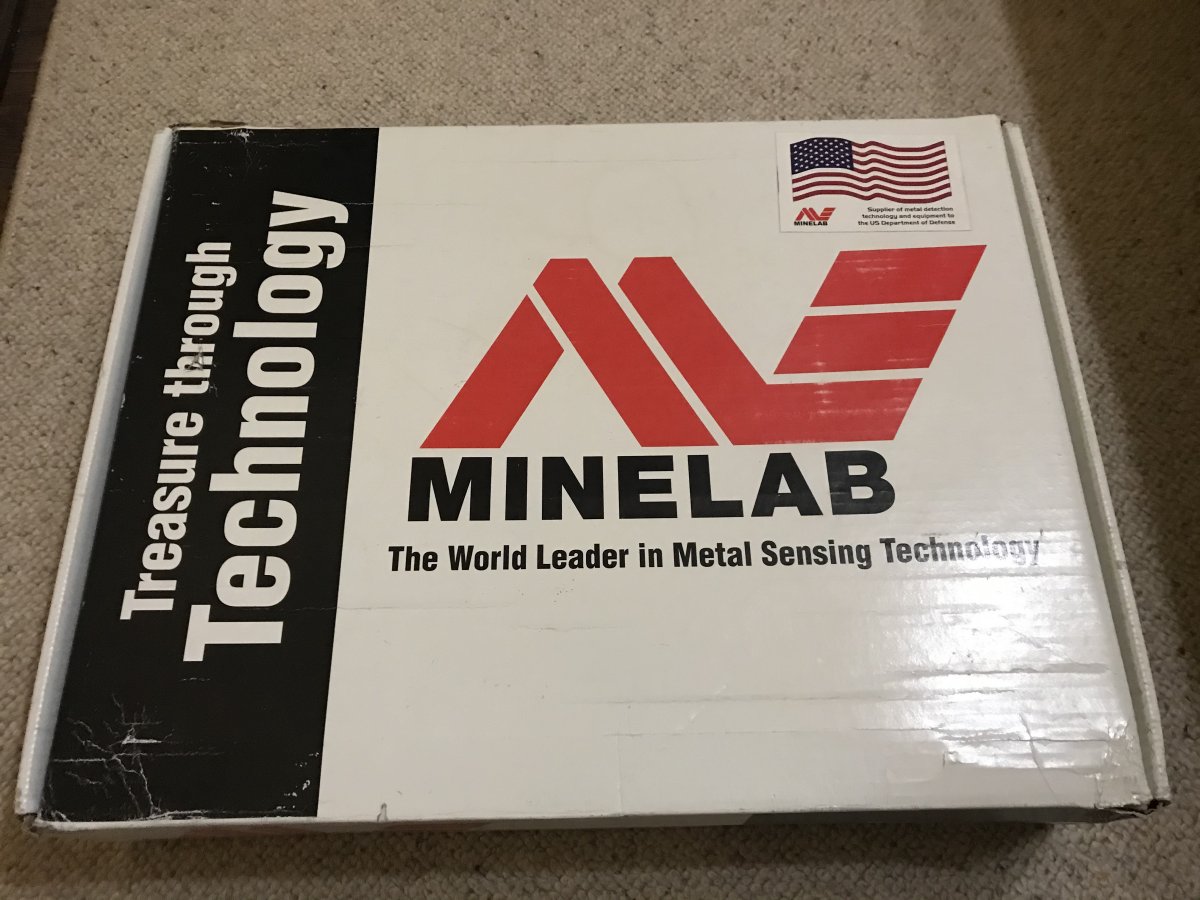 Treasure through
Technology
MINELAB
Supplier of metal detection
technology and equipment to
the US Department of Defense
MINELAB
The World Leader in Metal Sensing Technology